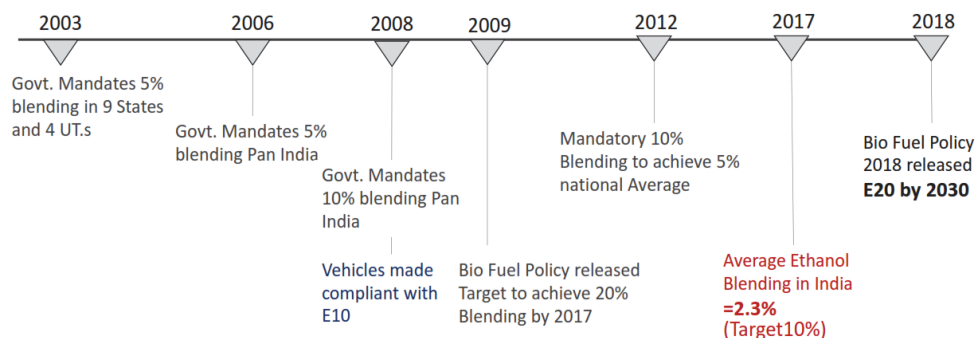 2003
2006
2008
2009
2012
2017
2018
Govt. Mandates 5%
blending in 9 States
and 4 UT.s
Govt. Mandates 5%
blending Pan India
Govt. Mandates
10% blending Pan
India
Vehicles made
compliant with
E10
Bio Fuel Policy released
Target to achieve 20%
Blending by 2017
Mandatory 10%
Blending to achieve 5%
national Average
Average Ethanol
Blending in India
=2.3%
(Target10%)
Bio Fuel Policy
2018 released
E20 by 2030